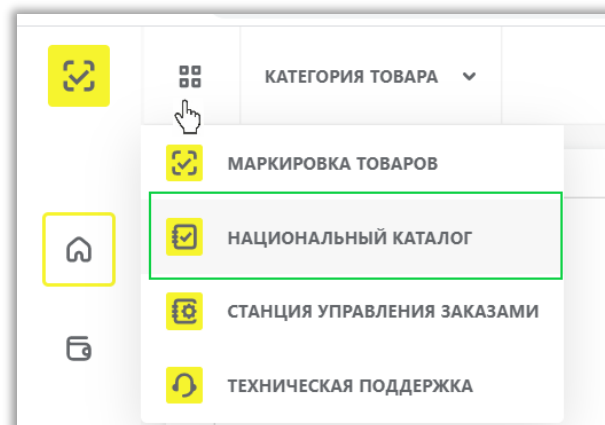 КАТЕГОРИЯ ТОВАРА
МАРКИРОВКА ТОВАРОВ
НАЦИОНАЛЬНЫЙ КАТАЛОГ
СТАНЦИЯ УПРАВЛЕНИЯ ЗАКАЗАМИ
ТЕХНИЧЕСКАЯ ПОДДЕРЖКА